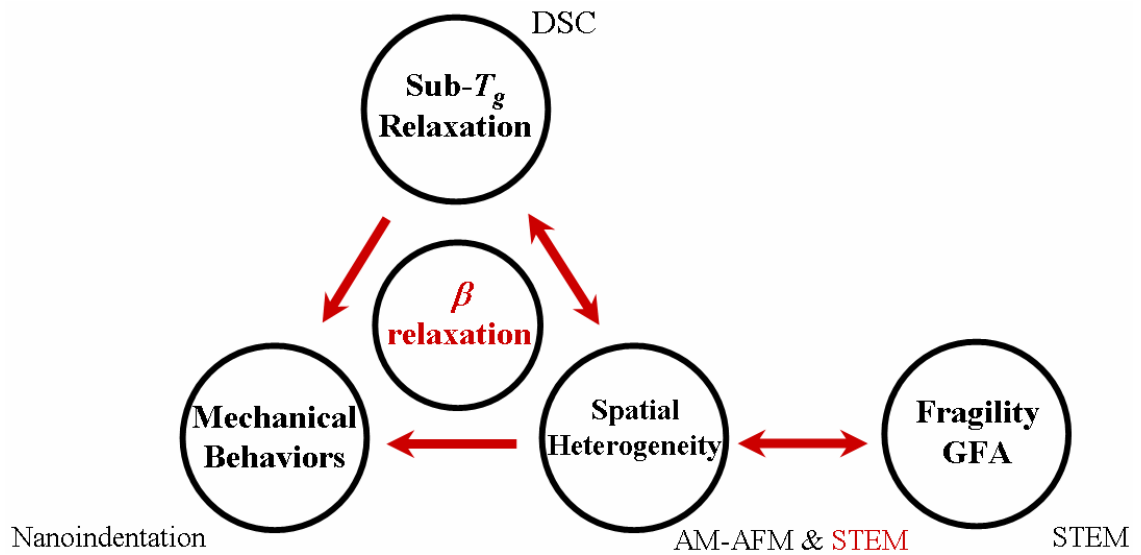 DSC
Sub-Tg
Relaxation
β
relaxation
Mechanical
Behaviors
Spatial
Heterogeneity
Fragility
GFA
Nanoindentation
AM-AFM & STEM
STEM